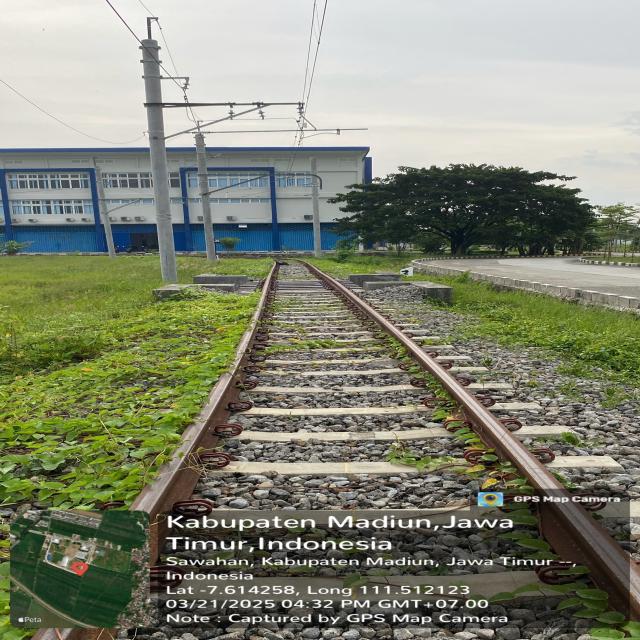 GPS Map Camera
Kabupaten Madiun,Jawa
Timur,Indonesia
Sawahan, Kabupaten Madiun, Jawa Timur --,
Indonesia
Lat -7.614258, Long 111.512123
03/21/2025 04:32 PM GMT+07.00
Note : Captured by GPS Map Camera
Peta